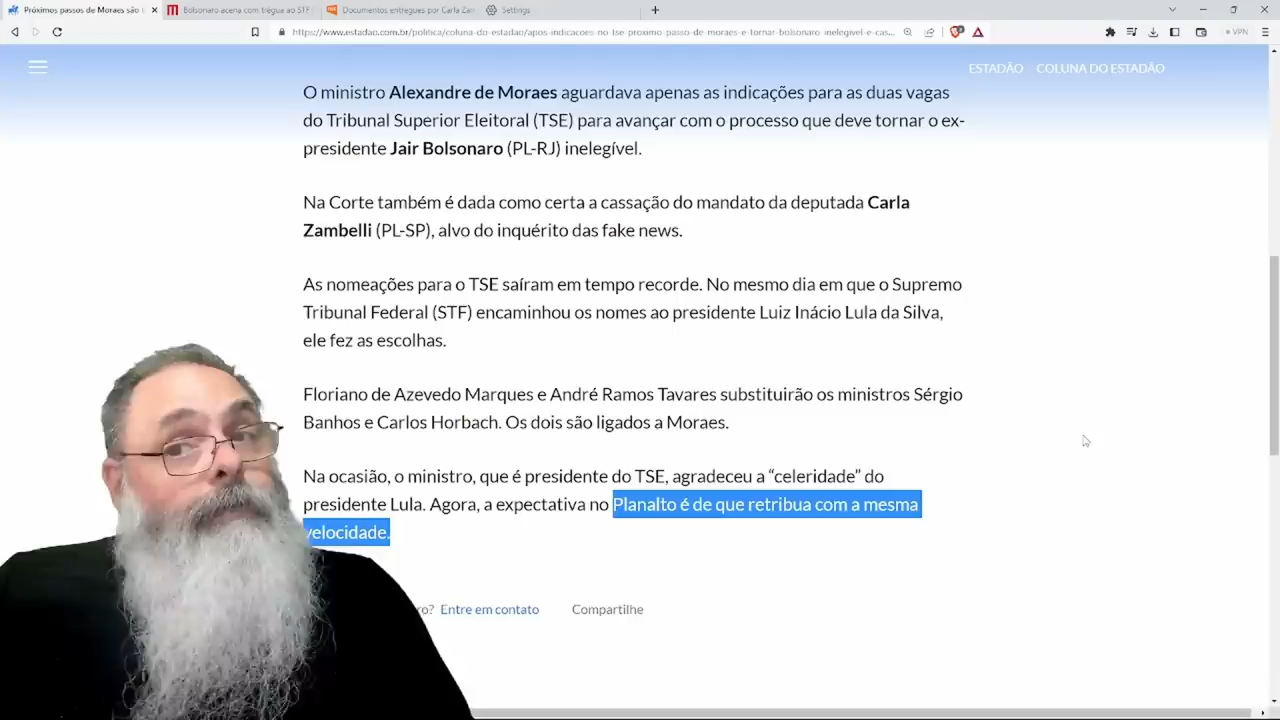 Próximos passos de Moraes são t
Bolsonaro acena com trégua ao STF
Documentos entregues por Carla Zam
Settings
https://www.estadao.com.br/politica/coluna-do-estadao/apos-indicacoes-no-tse-proximo-passo-de-moraes-e-tornar-bolsonaro-inelegivel-e-cas...
VPN
ESTADÃO COLUNA DO ESTADÃO
O ministro Alexandre de Moraes aguardava apenas as indicações para as duas vagas
do Tribunal Superior Eleitoral (TSE) para avançar com o processo que deve tornar o ex-
presidente Jair Bolsonaro (PL-RJ) inelegível.
Na Corte também é dada como certa a cassação do mandato da deputada Carla
Zambelli (PL-SP), alvo do inquérito das fake news.
As nomeações para o TSE saíram em tempo recorde. No mesmo dia em que o Supremo
Tribunal Federal (STF) encaminhou os nomes ao presidente Luiz Inácio Lula da Silva,
ele fez as escolhas.
Floriano de Azevedo Marques e André Ramos Tavares substituirão os ministros Sérgio
Banhos e Carlos Horbach. Os dois são ligados a Moraes.
Na ocasião, o ministro, que é presidente do TSE, agradeceu a “celeridade” do
presidente Lula. Agora, a expectativa no Planalto é de que retribua com a mesma
velocidade.
ro? Entre em contato Compartilhe